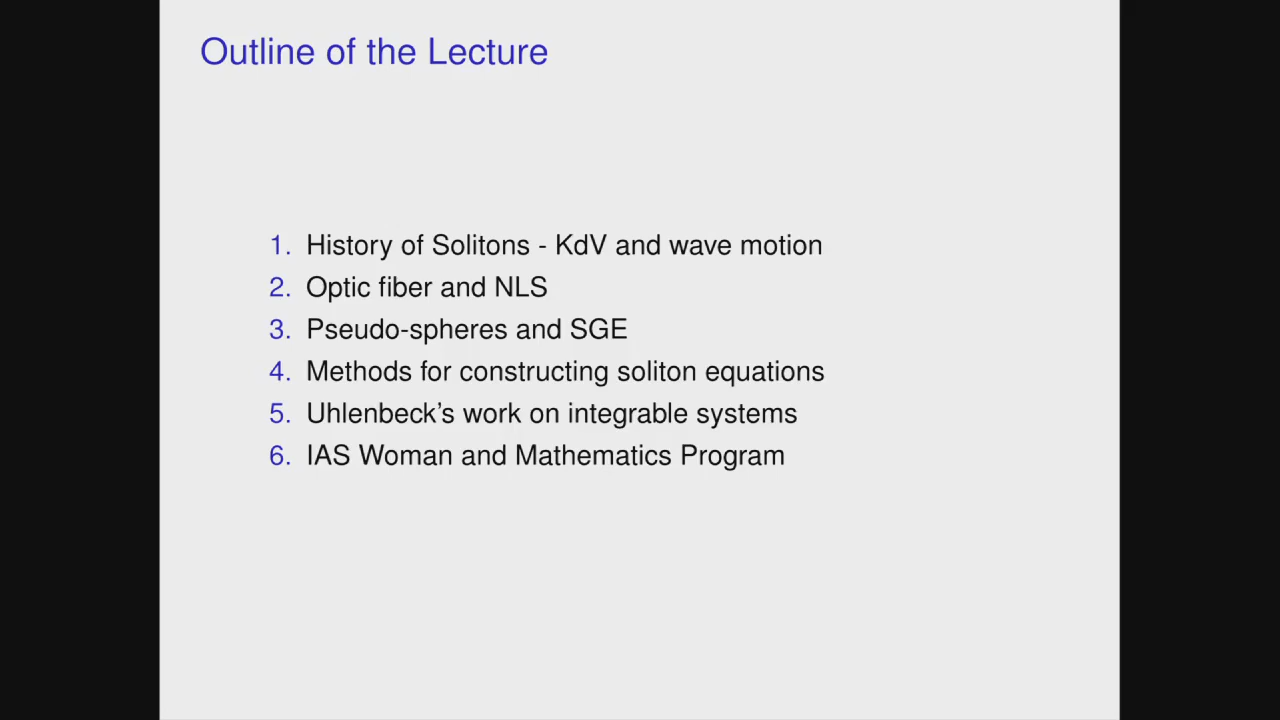 Outline of the Lecture
1. History of Solitons - KdV and wave motion
2. Optic fiber and NLS
3. Pseudo-spheres and SGE
4. Methods for constructing soliton equations
5. Uhlenbeck's work on integrable systems
6. IAS Woman and Mathematics Program